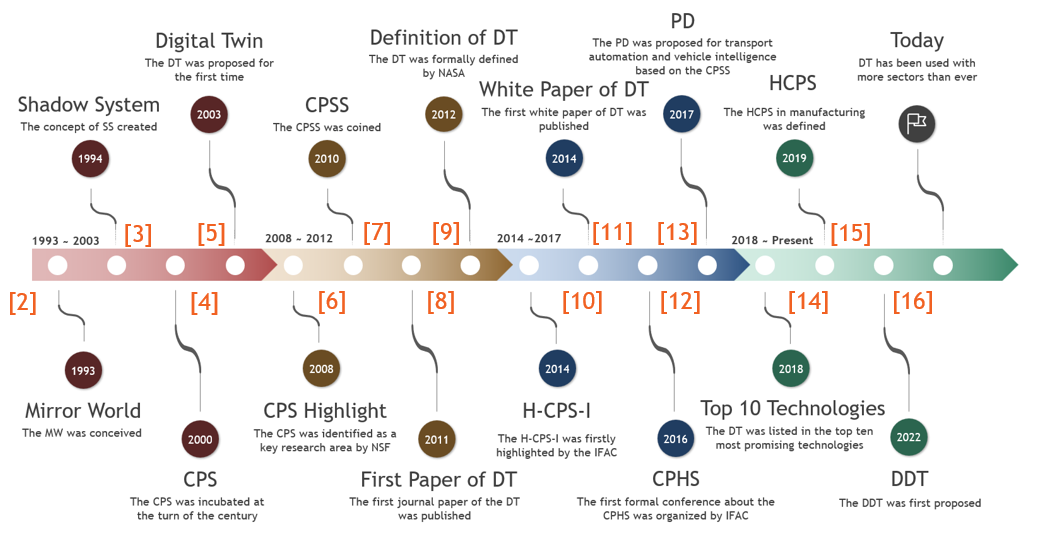 PD
Digital Twin
Definition of DT
The PD was proposed for transport
automation and vehicle intelligence
based on the CPSS
Today
The DT was proposed for
the first time
The DT was formally defined
by NASA
DT has been used with
more sectors than ever
Shadow System
The concept of SS created
2003
CPSS
The CPSS was coined
2012
White Paper of DT
The first white paper of DT was
published
2017
HCPS
The HCPS in manufacturing
was defined
1994
2010
2014
2019
1993 ~ 2003
[3]
[5]
2008 ~ 2012
[7]
[9]
2014 ~2017
[11]
[13]
2018 ~ Present
[15]
[2]
[4]
[6]
[8]
[10]
[12]
[14]
[16]
1993
2008
2014
2018
Mirror World
The MW was conceived
2000
CPS Highlight
The CPS was identified as a
key research area by NSF
2011
H-CPS-I
The H-CPS-I was firstly
highlighted by the IFAC
2016
Top 10 Technologies
The DT was listed in the top ten
most promising technologies
2022
CPS
The CPS was incubated at
the turn of the century
First Paper of DT
The first journal paper of the DT
was published
CPHS
The first formal conference about the
CPHS was organized by IFAC
DDT
The DDT was first proposed